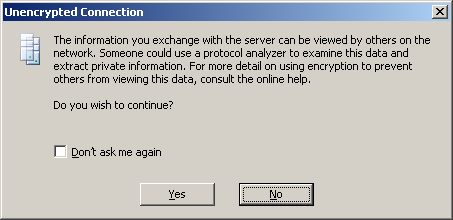 Unencrypted Connection
The information you exchange with the server can be viewed by others on the
network. Someone could use a protocol analyzer to examine this data and
extract private information. For more detail on using encryption to prevent
others from viewing this data, consult the online help.
Do you wish to continue?
Don't ask me again
Yes
No